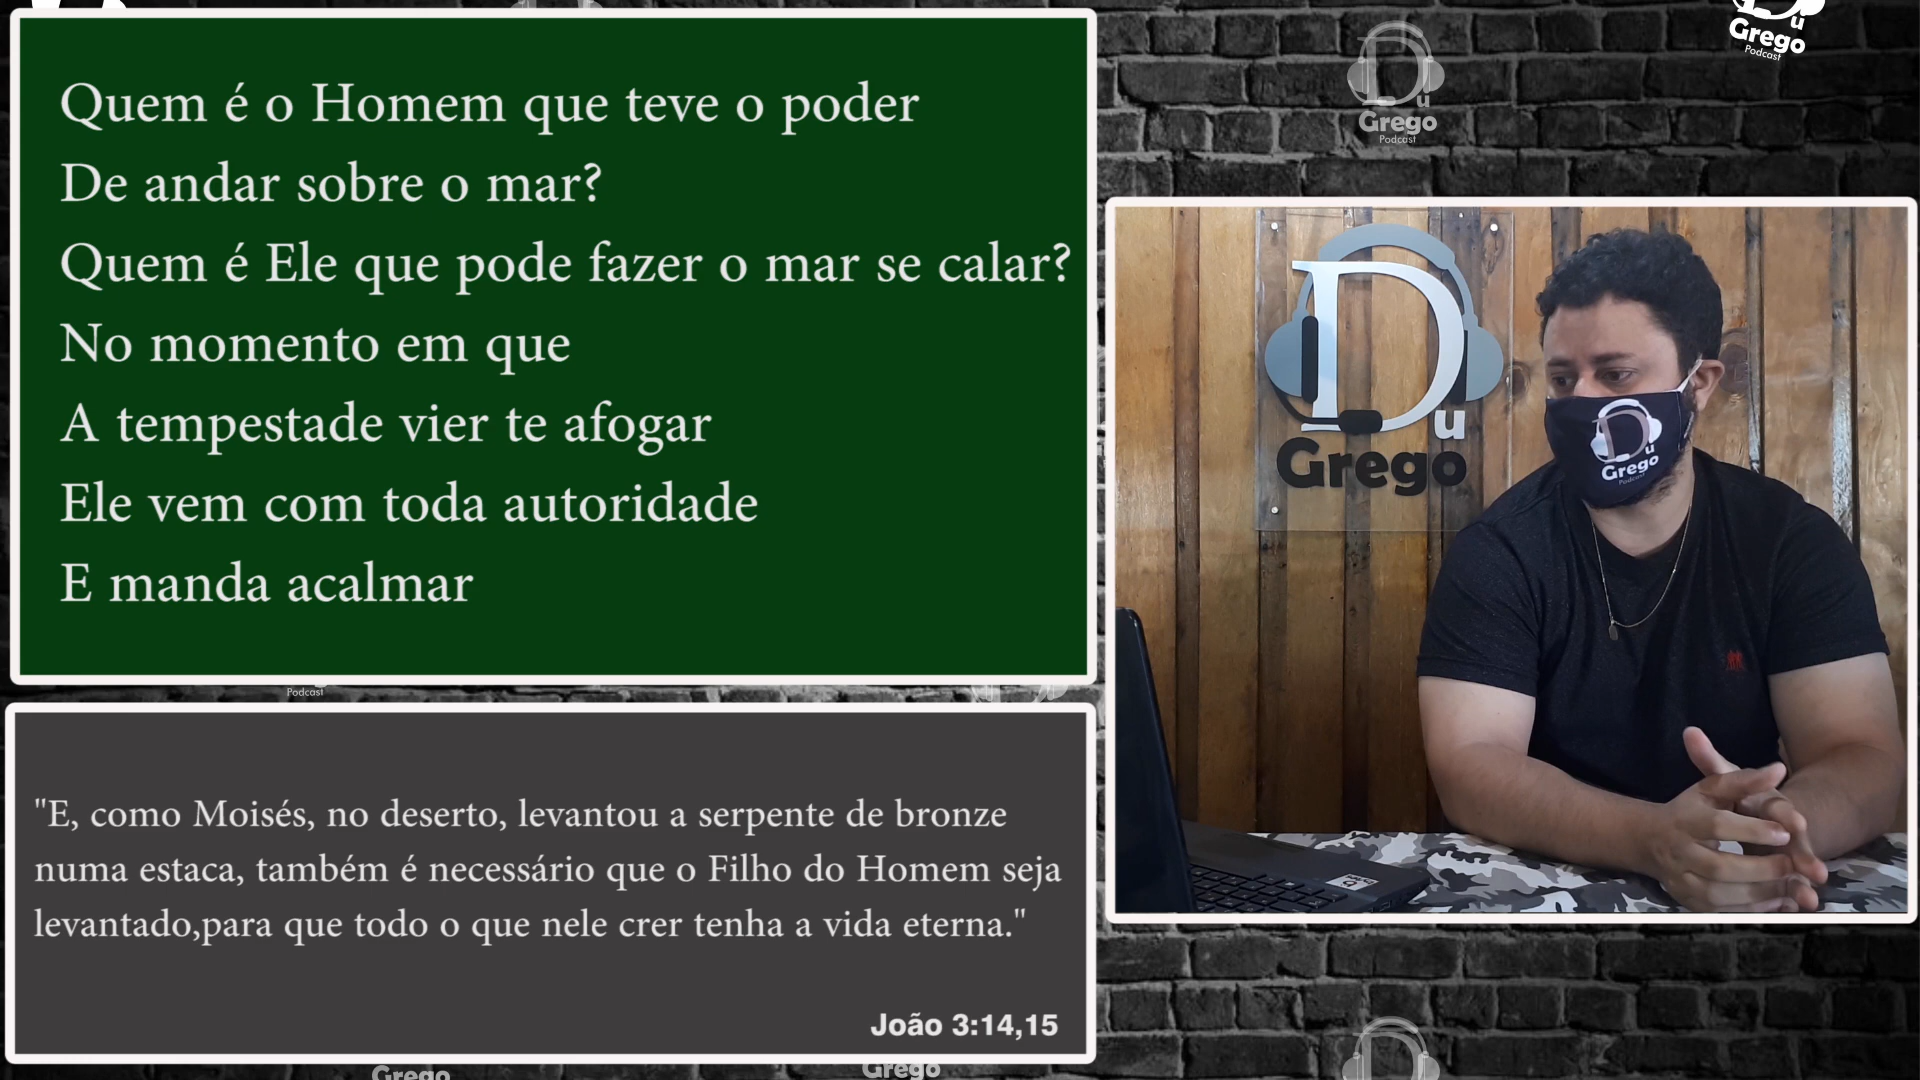 Quem é o Homem que teve o poder
De andar sobre o mar?
Quem é Ele que pode fazer o mar se calar?
No momento em que
A tempestade vier te afogar
Ele vem com toda autoridade
E manda acalmar
Podcast
"E, como Moisés, no deserto, levantou a serpente de bronze
numa estaca, também é necessário que o Filho do Homem seja
levantado,para que todo o que nele crer tenha a vida eterna."
João 3:14,15
Grego
Grego
Du
Grego
Podcast
Du
Grego
Podcast
Du
Grego
Du
Grego
Podcast
D